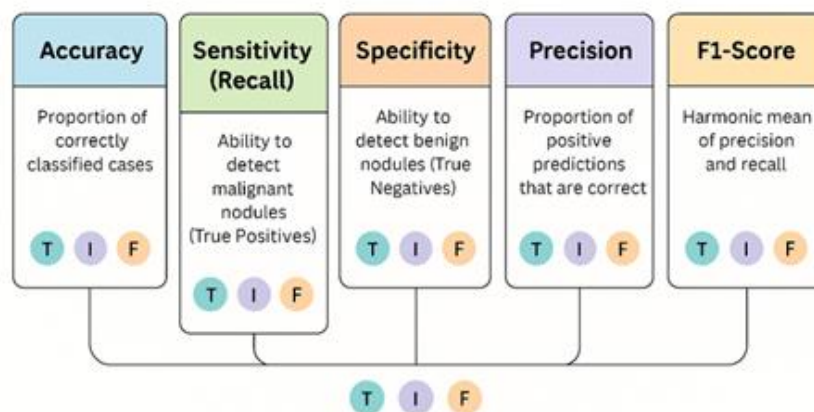 Accuracy
Proportion of
correctly
classified cases
T I F
Sensitivity
(Recall)
Ability to
detect
malignant
nodules
(True Positives)
T I F
Specificity
Ability to
detect benign
nodules (True
Negatives)
T I F
Precision
Proportion of
positive
predictions
that are correct
T I F
F1-Score
Harmonic mean
of precision
and recall
T I F
T I F